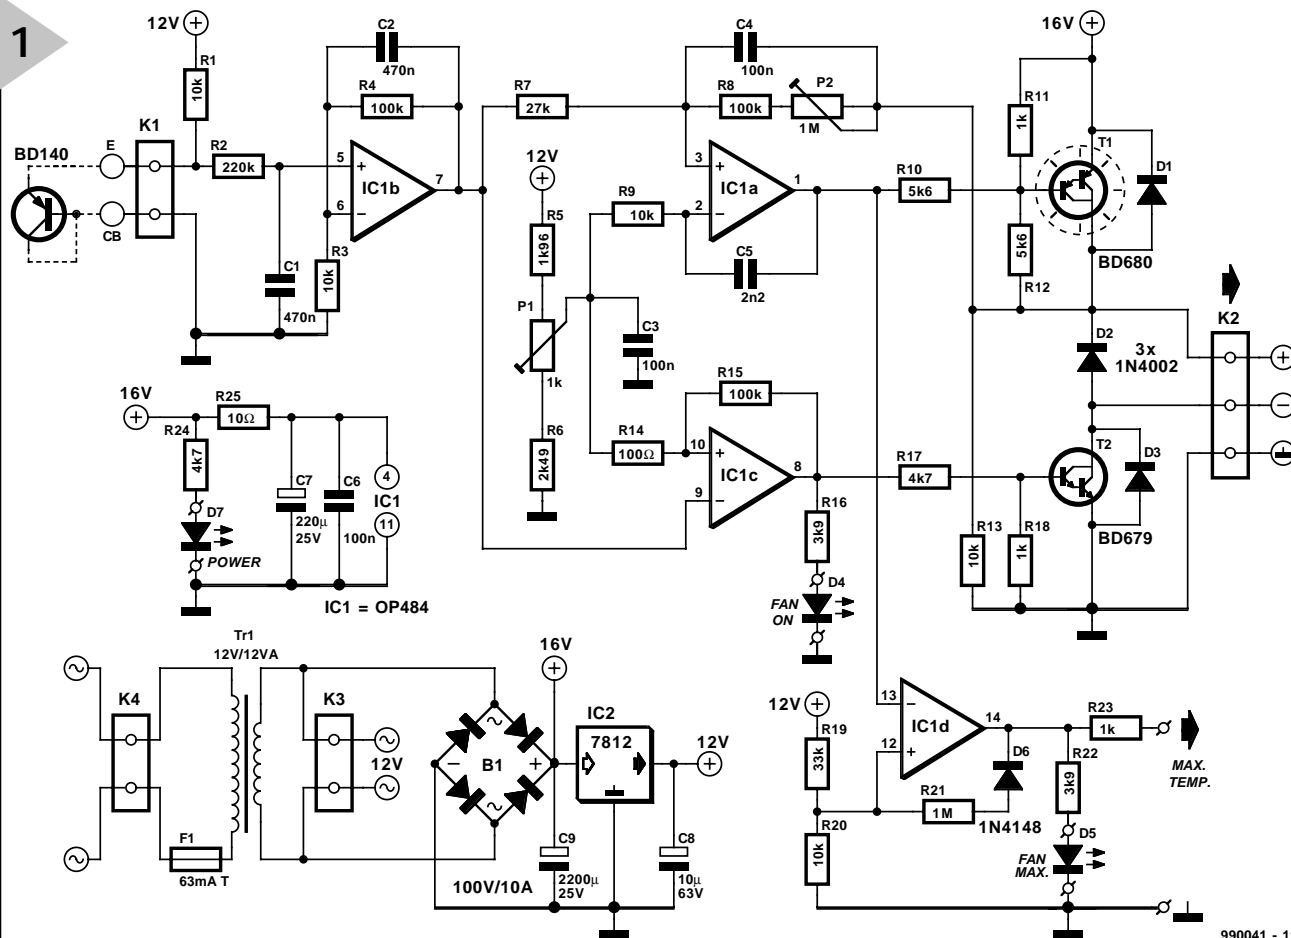 1
12V
R1
10k
K1
E
BD140
CB
R2
220k
C1
470n
C2
470n
R4
100k
5
+
IC1b
7
6
−
R3
10k
R7
27k
12V
R5
1k96
P1
1k
R6
2k49
C4
100n
R8
100k
P2
1M
3
+
IC1a
1
2
−
R9
10k
C5
2n2
C3
100n
R15
100k
R14
100Ω
10
+
IC1c
8
9
−
R10
5k6
16V
R11
1k
T1
D1
5k6
R12
BD680
D2
3x
1N4002
K2
+
−
T2
D3
BD679
R17
4k7
R16
3k9
D4
FAN
ON
R13
10k
R18
1k
16V
R25
10Ω
R24
4k7
D7
POWER
C7
220µ
25V
C6
100n
4
IC1
11
IC1 = OP484
Tr1
12V/12VA
K4
F1
63mA T
K3
12V
B1
−
+
100V/10A
16V
IC2
7812
12V
C9
2200µ
25V
C8
10µ
63V
12V
R19
33k
R20
10k
13
−
IC1d
14
12
+
R21
1M
D6
1N4148
R23
1k
R22
3k9
MAX.
TEMP.
D5
FAN
MAX.